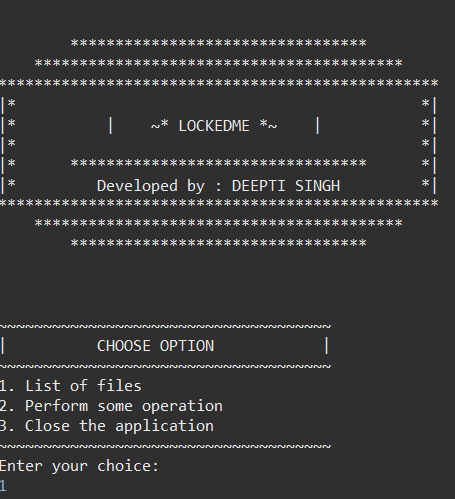 *********************************
*****************************************
*************************************************
|* *|
|* | ~* LOCKEDME *~ | *|
|* *|
|* ********************************* *|
|* Developed by : DEEPTI SINGH *|
*************************************************
*****************************************
*********************************
~~~~~~~~~~~~~~~~~~~~~~~~~~~~~~~~~~~~~
| CHOOSE OPTION |
~~~~~~~~~~~~~~~~~~~~~~~~~~~~~~~~~~~~~
1. List of files
2. Perform some operation
3. Close the application
~~~~~~~~~~~~~~~~~~~~~~~~~~~~~~~~~~~~~
Enter your choice:
1